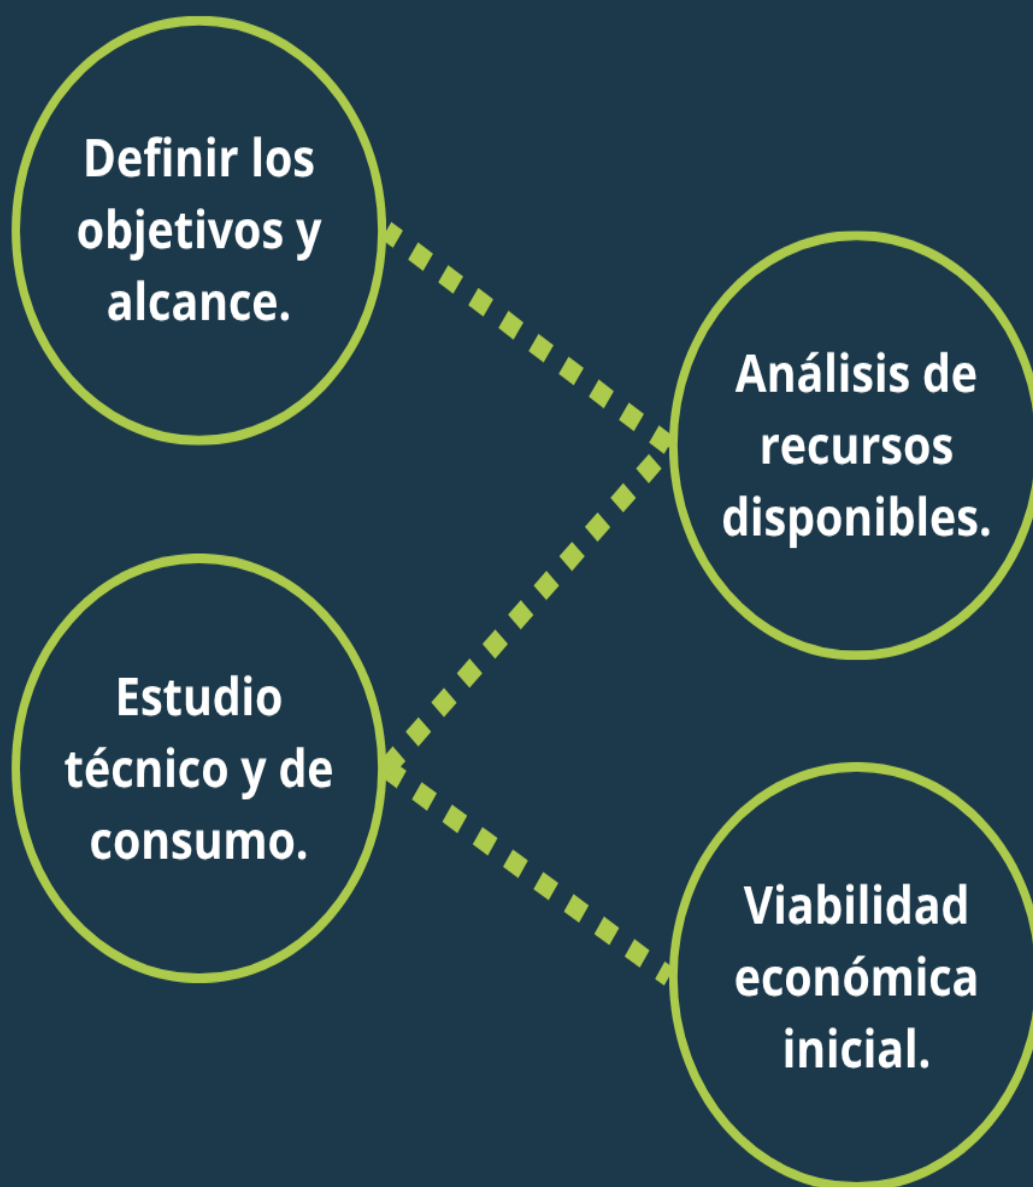 Definir los
objetivos y
alcance.
Análisis de
recursos
disponibles.
Estudio
técnico y de
consumo.
Viabilidad
económica
inicial.